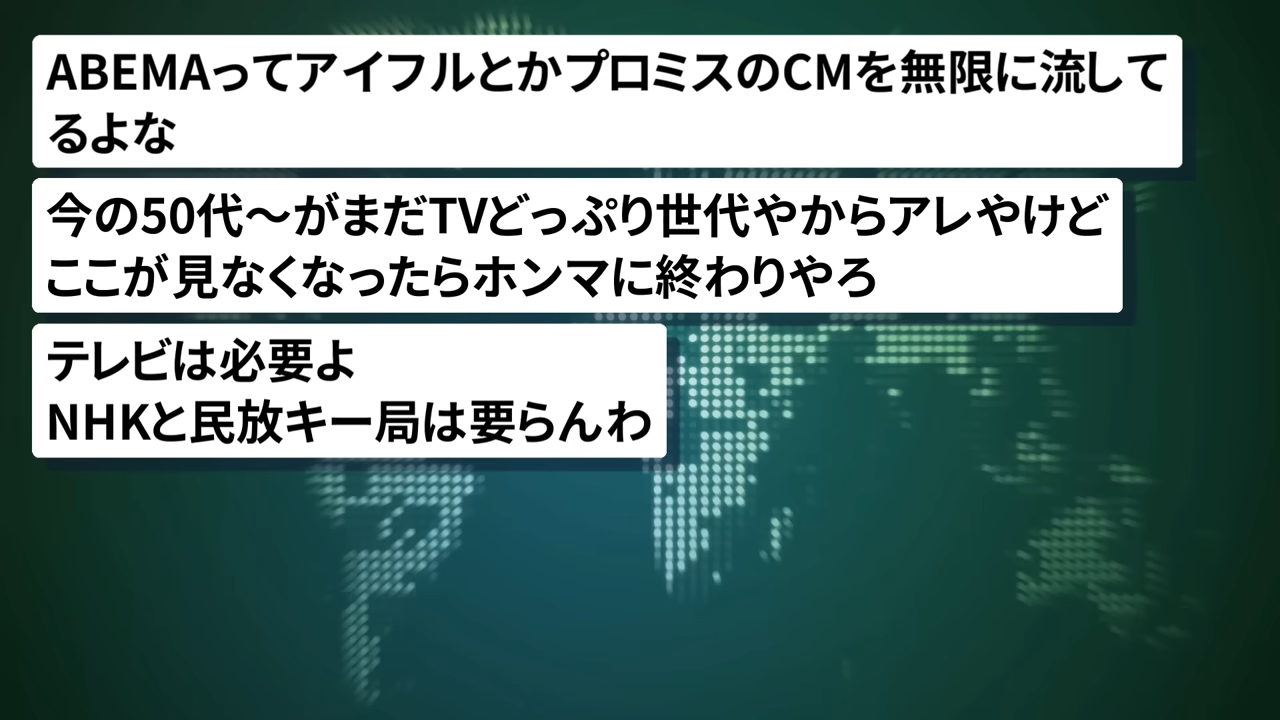 ABEMAってアイフルとかプロミスのCMを無限に流して
るよな
今の50代～がまだTVどっぷり世代やからアレやけど
ここが見なくなったらホンマに終わりやろ
テレビは必要よ
NHKと民放キー局は要らんわ